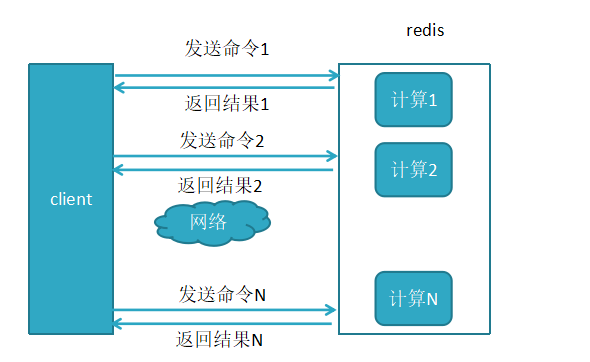 redis
发送命令1
返回结果1
计算1
发送命令2
返回结果2
计算2
client
网络
发送命令N
返回结果N
计算N